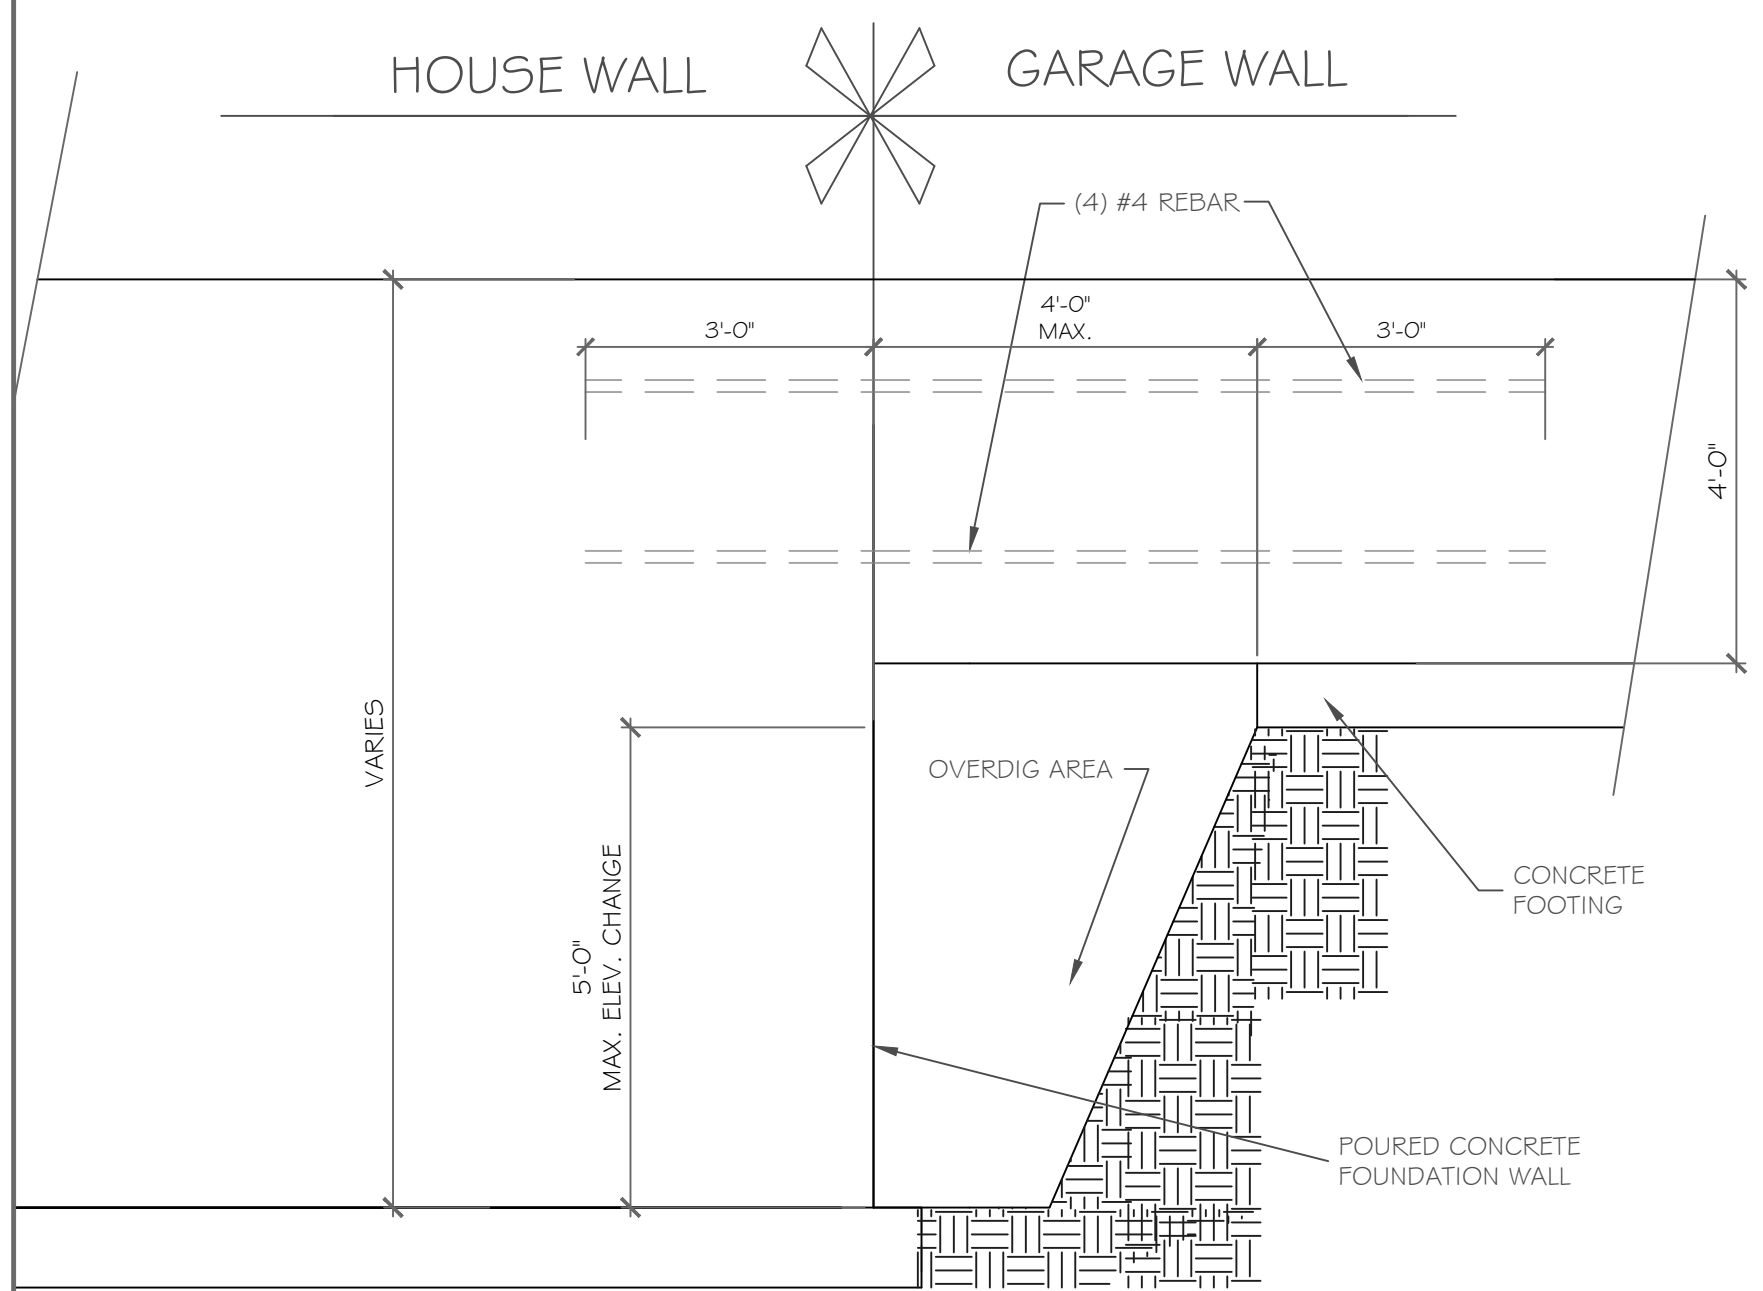 HOUSE WALL
GARAGE WALL
(4) #4 REBAR
3'-0"
4'-0"
MAX.
3'-0"
4'-0"
VARIES
5'-0"
MAX. ELEV. CHANGE
OVERDIG AREA
CONCRETE
FOOTING
POURED CONCRETE
FOUNDATION WALL